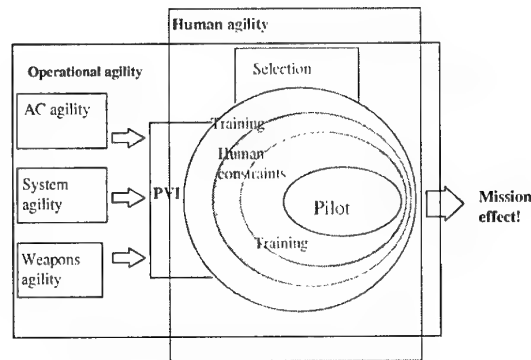 Human agility
Operational agility
Selection
AC agility
Training
Human
constraints
System
agility
PVI
Pilot
Mission
effect!
Training
Weapons
agility